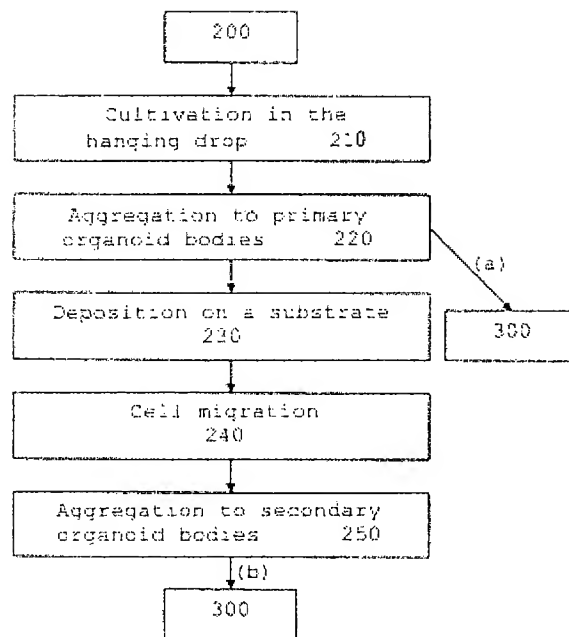 200
Cultivation in the
hanging drop 210
Aggregation to primary
organoid bodies 220
(a)
Deposition on a substrate
230
300
Cell migration
240
Aggregation to secondary
organoid bodies 250
(b)
300